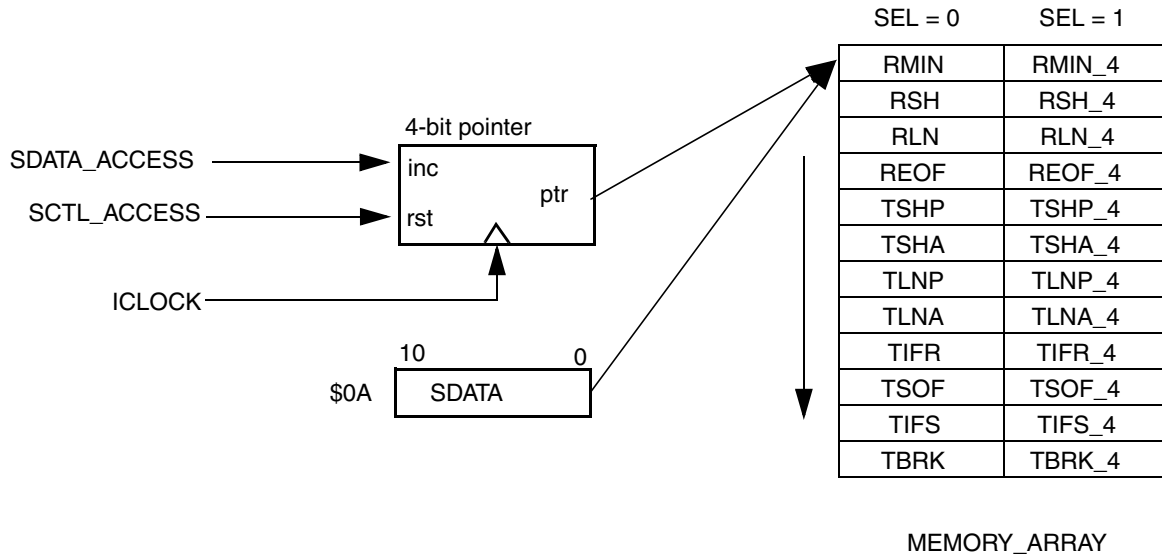 SEL = 0 SEL = 1
RMIN RMIN_4
RSH RSH_4
RLN RLN_4
REOF REOF_4
TSHP TSHP_4
TSHA TSHA_4
TLNP TLNP_4
TLNA TLNA_4
TIFR TIFR_4
TSOF TSOF_4
TIFS TIFS_4
TBRK TBRK_4
MEMORY_ARRAY
4-bit pointer
SDATA_ACCESS inc
ptr
SCTL_ACCESS rst
ICLOCK
10 0
$0A SDATA